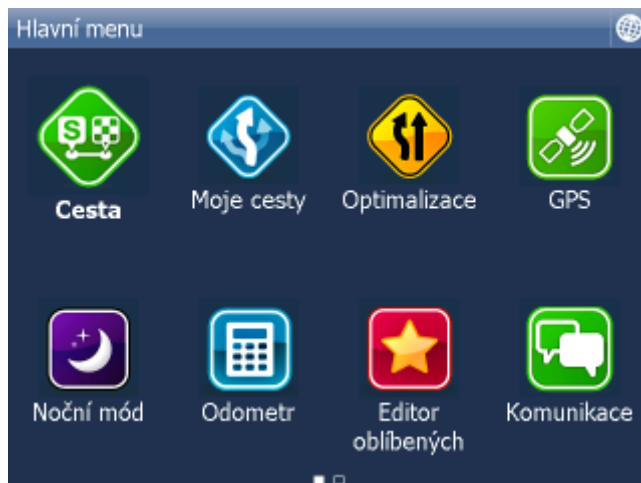 Hlavní menu
S
Cesta
Moje cesty
Optimalizace
GPS
Noční mód
Odometr
Editor
oblíbených
Komunikace